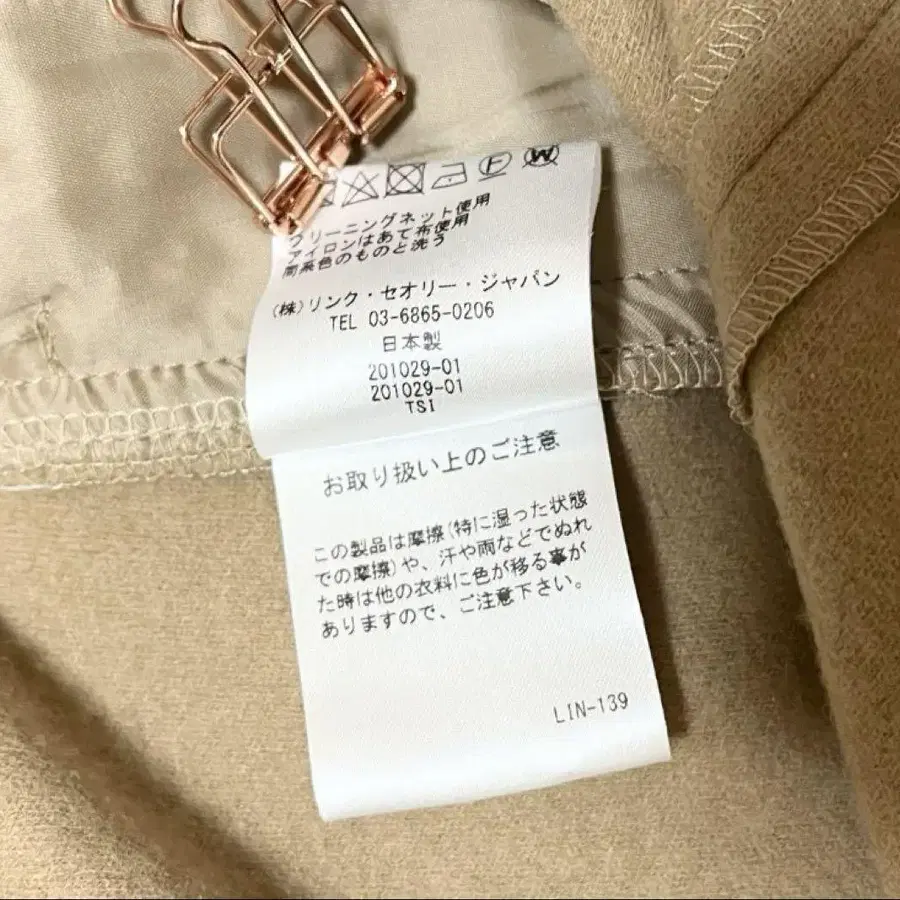 クリーニングネット使用
アイロンはあて布使用
同系色のものと洗う
(株)リンク・セオリー・ジャパン
TEL 03-6865-0206
日本製
201029-01
201029-01
TSI
お取り扱い上のご注意
この製品は摩擦(特に湿った状態
での摩擦)や、汗や雨などでぬれ
た時は他の衣料に色が移る事が
ありますので、ご注意下さい。
LIN-139